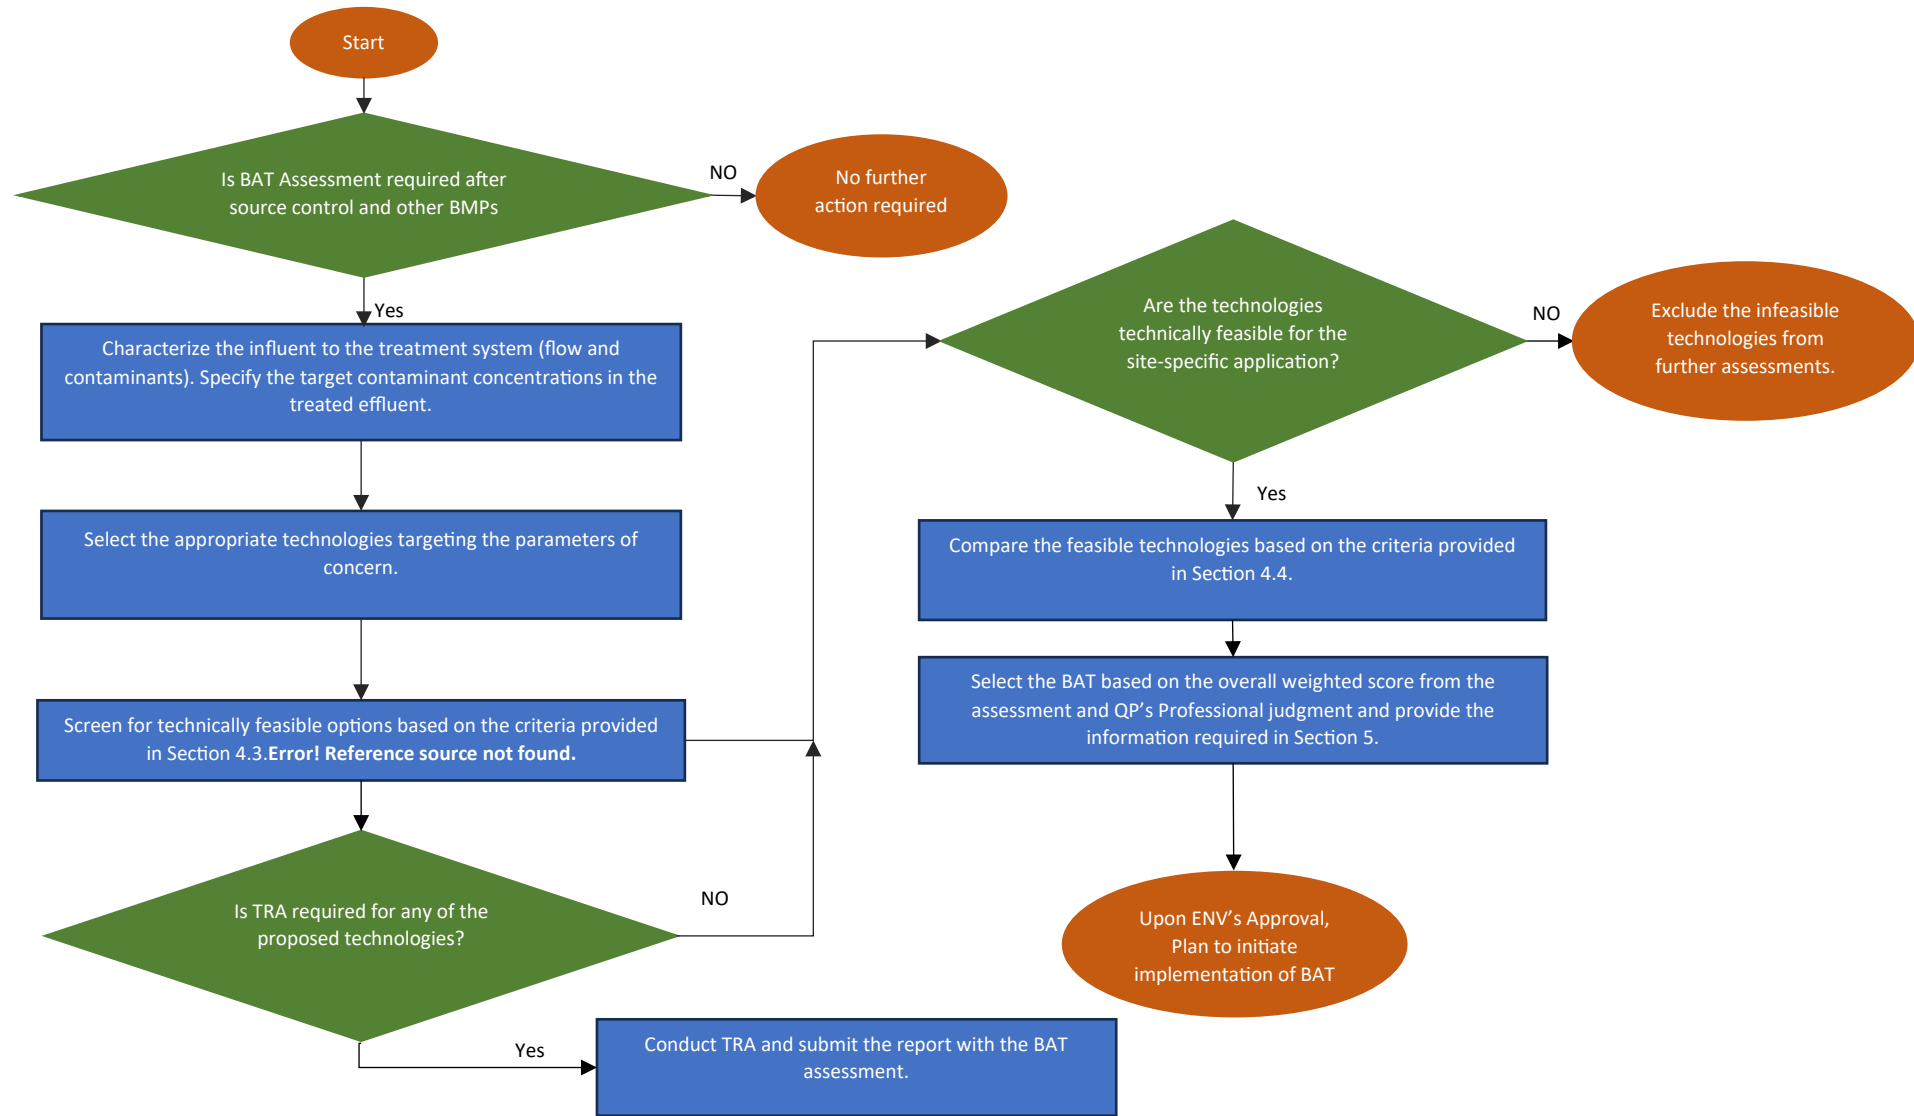 Start
Is BAT Assessment required after
source control and other BMPs
NO
No further
action required
Yes
Characterize the influent to the treatment system (flow and
contaminants). Specify the target contaminant concentrations in the
treated effluent.
Select the appropriate technologies targeting the parameters of
concern.
Screen for technically feasible options based on the criteria provided
in Section 4.3.Error! Reference source not found.
Is TRA required for any of the
proposed technologies?
NO
Yes
Conduct TRA and submit the report with the BAT
assessment.
Are the technologies
technically feasible for the
site-specific application?
NO
Exclude the infeasible
technologies from
further assessments.
Yes
Compare the feasible technologies based on the criteria provided
in Section 4.4.
Select the BAT based on the overall weighted score from the
assessment and QP’s Professional judgment and provide the
information required in Section 5.
Upon ENV’s Approval,
Plan to initiate
implementation of BAT